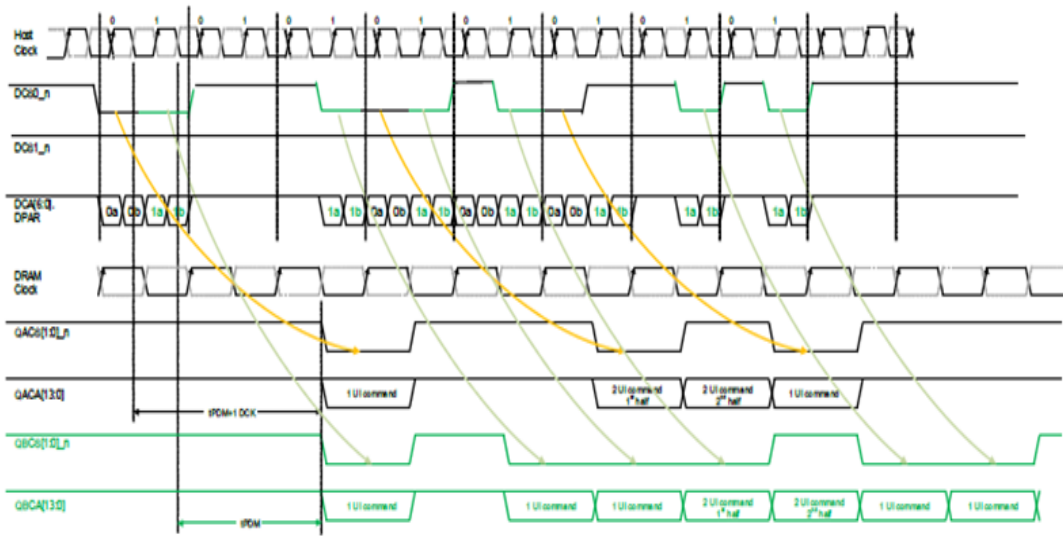 0 1 0 1 0 1 0 1 0 1 0 1 0 1 0 1
Host
Clock
DCS0_n
DCS1_n
DCA[6:0],
DPAR
0a 0b 1a 1b 1a 1b 0a 0b 1a 1b 0a 0b 1a 1b 0a 0b 1a 1b 1a 1b 1a 1b
DRAM
Clock
QACS[1:0]_n
QACA[13:0]
1 UI command
2 UI command
1st half
2 UI command
2nd half
1 UI command
tPDM+1 DCK
QBCS[1:0]_n
QBCA[13:0]
1 UI command
1 UI command
1 UI command
2 UI command
1st half
2 UI command
2nd half
1 UI command
1 UI command
tPDM